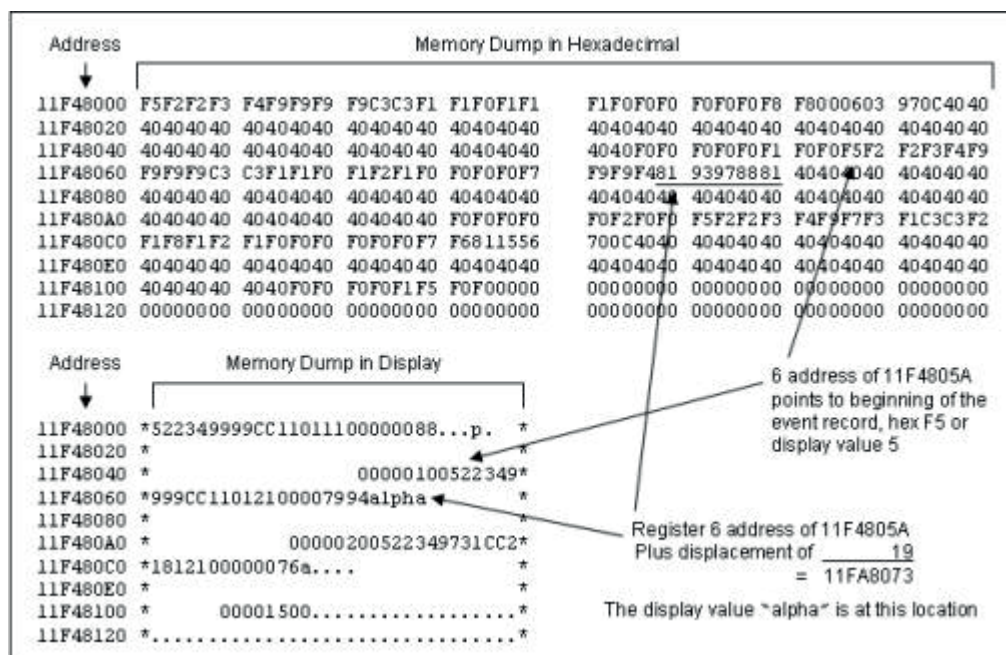 Address Memory Dump in Hexadecimal
11F48000 F5F2F2F3 F4F9F9F9 F9C3C3F1 F1F0F1F1 F1F0F0F0 F0F0F0F8 F8000603 970C4040
11F48020 40404040 40404040 40404040 40404040 40404040 40404040 40404040 40404040
11F48040 40404040 40404040 40404040 40404040 4040F0F0 F0F0F0F1 F0F0F5F2 F2F3F4F9
11F48060 F9F9F9C3 C3F1F1F0 F1F2F1F0 F0F0F0F7 F9F9F481 93978881 40404040 40404040
11F48080 40404040 40404040 40404040 40404040 40404040 40404040 40404040 40404040
11F480A0 40404040 40404040 40404040 F0F0F0F0 F0F2F0F0 F5F2F2F3 F4F9F7F3 F1C3C3F2
11F480C0 F1F8F1F2 F1F0F0F0 F0F0F0F7 F6811556 700C4040 40404040 40404040 40404040
11F480E0 40404040 40404040 40404040 40404040 40404040 40404040 40404040 40404040
11F48100 40404040 4040F0F0 F0F0F1F5 F0F00000 00000000 00000000 00000000 00000000
11F48120 00000000 00000000 00000000 00000000 00000000 00000000 00000000 00000000
Address Memory Dump in Display
11F48000 *522349999CC11011100000088...p. *
11F48020 * *
11F48040 00000100522349*
11F48060 *999CC11012100007994alpha *
11F48080 * *
11F480A0 * 00000200522349731CC2*
11F480C0 *1812100000076a.... *
11F480E0 * *
11F48100 * 00001500..................*
11F48120 *................................*
6 address of 11F4805A
points to beginning of the
event record, hex F5 or
display value 5
Register 6 address of 11F4805A
Plus displacement of 19
= 11FA8073
The display value "alpha" is at this location